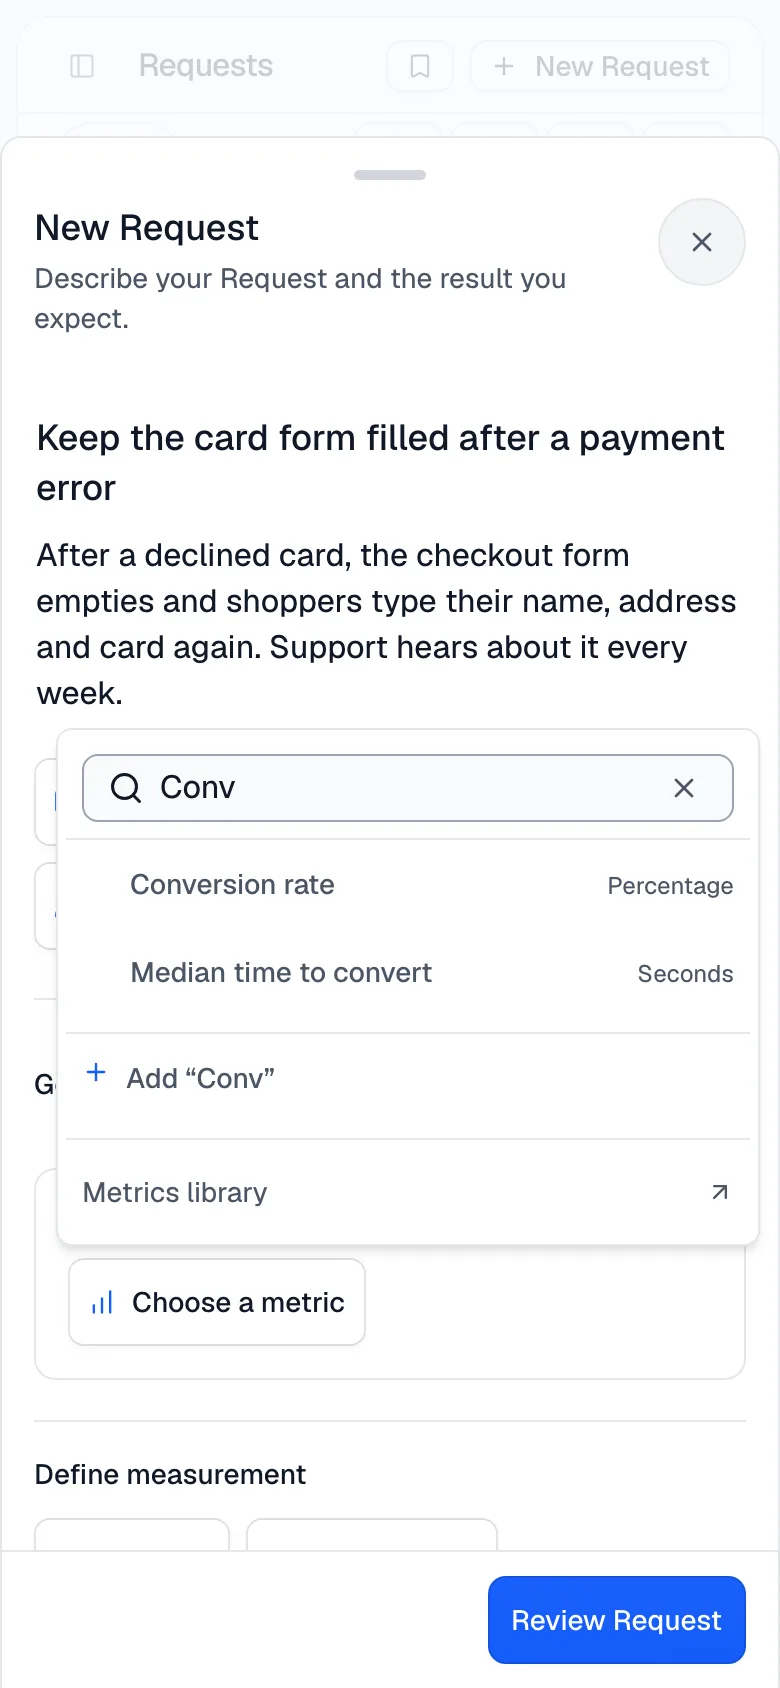 Requests
New Request
New Request
Describe your Request and the result you
expect.
Keep the card form filled after a payment
error
After a declined card, the checkout form
empties and shoppers type their name, address
and card again. Support hears about it every
week.
Conv
Conversion rate
Percentage
Median time to convert
Seconds
Add “Conv”
Metrics library
Choose a metric
Define measurement
Review Request